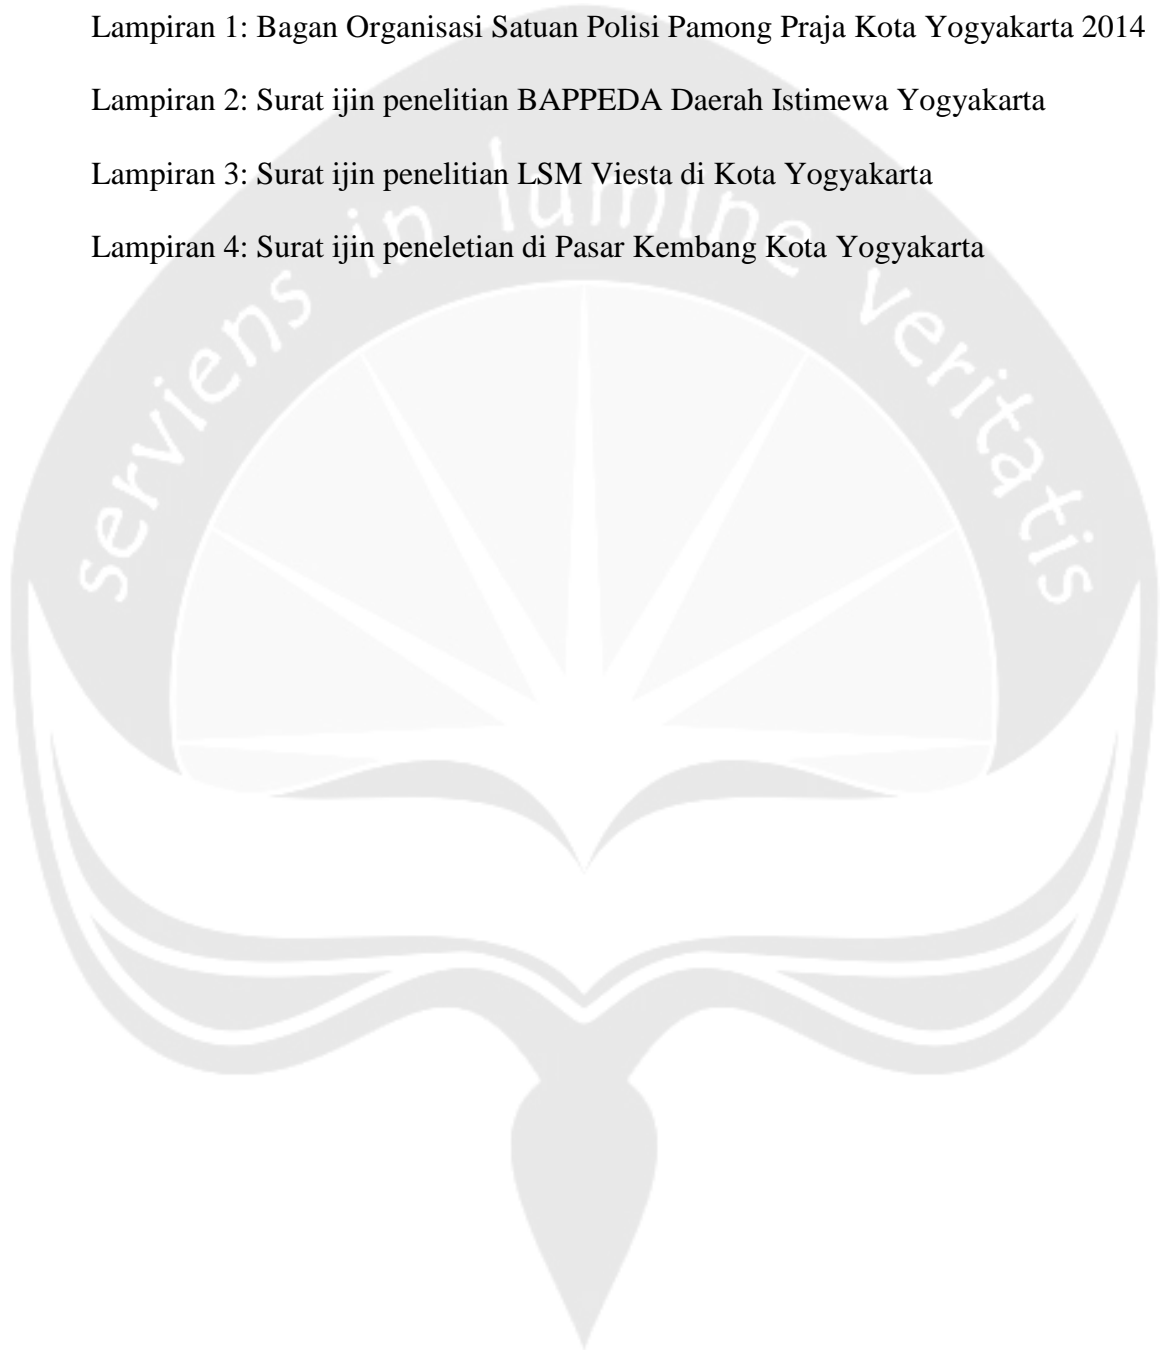 Lampiran 1: Bagan Organisasi Satuan Polisi Pamong Praja Kota Yogyakarta 2014
Lampiran 2: Surat ijin penelitian BAPPEDA Daerah Istimewa Yogyakarta
Lampiran 3: Surat ijin penelitian LSM Viesta di Kota Yogyakarta
Lampiran 4: Surat ijin peneletian di Pasar Kembang Kota Yogyakarta
serviens in lumine veritatis